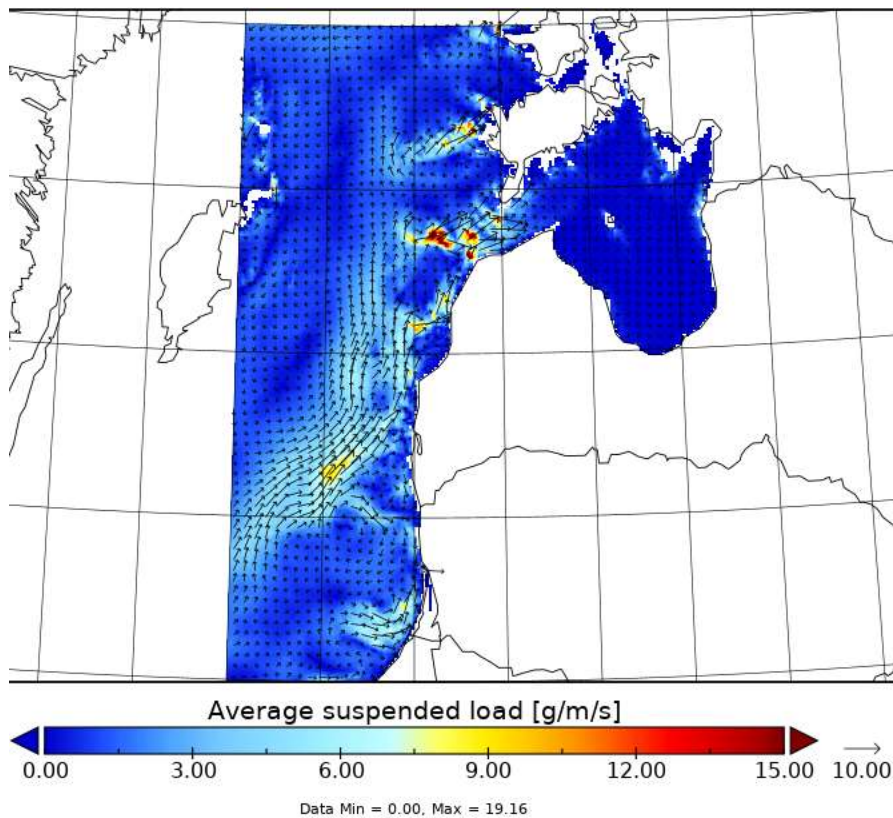 Average suspended load [g/m/s]
0.00 3.00 6.00 9.00 12.00 15.00 10.00
Data Min = 0.00, Max = 19.16